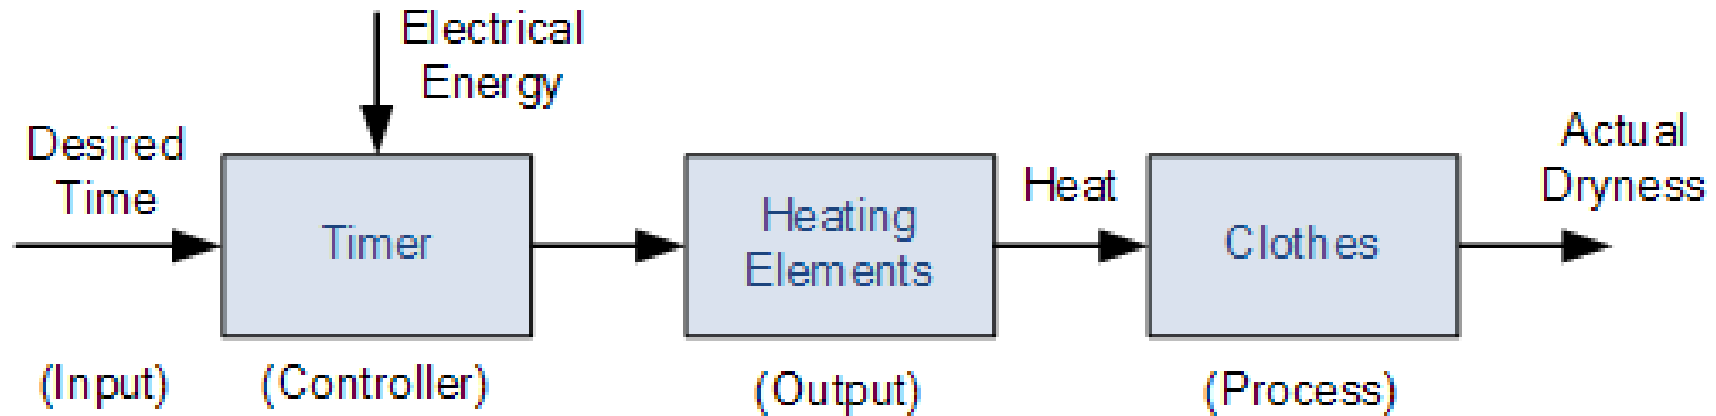 Electrical
Energy
Desired
Time
Timer
Heating
Elements
Heat
Clothes
Actual
Dryness
(Input)
(Controller)
(Output)
(Process)